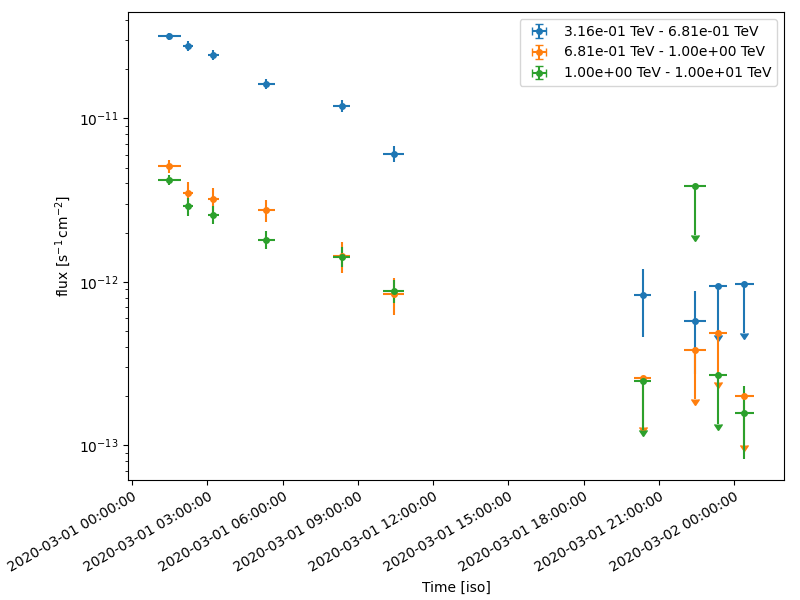 3.16e-01 TeV - 6.81e-01 TeV
6.81e-01 TeV - 1.00e+00 TeV
1.00e+00 TeV - 1.00e+01 TeV
flux [s⁻¹ cm⁻²]
10⁻¹¹
10⁻¹²
10⁻¹³
2020-03-01 00:00:00
2020-03-01 03:00:00
2020-03-01 06:00:00
2020-03-01 09:00:00
2020-03-01 12:00:00
2020-03-01 15:00:00
2020-03-01 18:00:00
2020-03-01 21:00:00
2020-03-02 00:00:00
Time [iso]